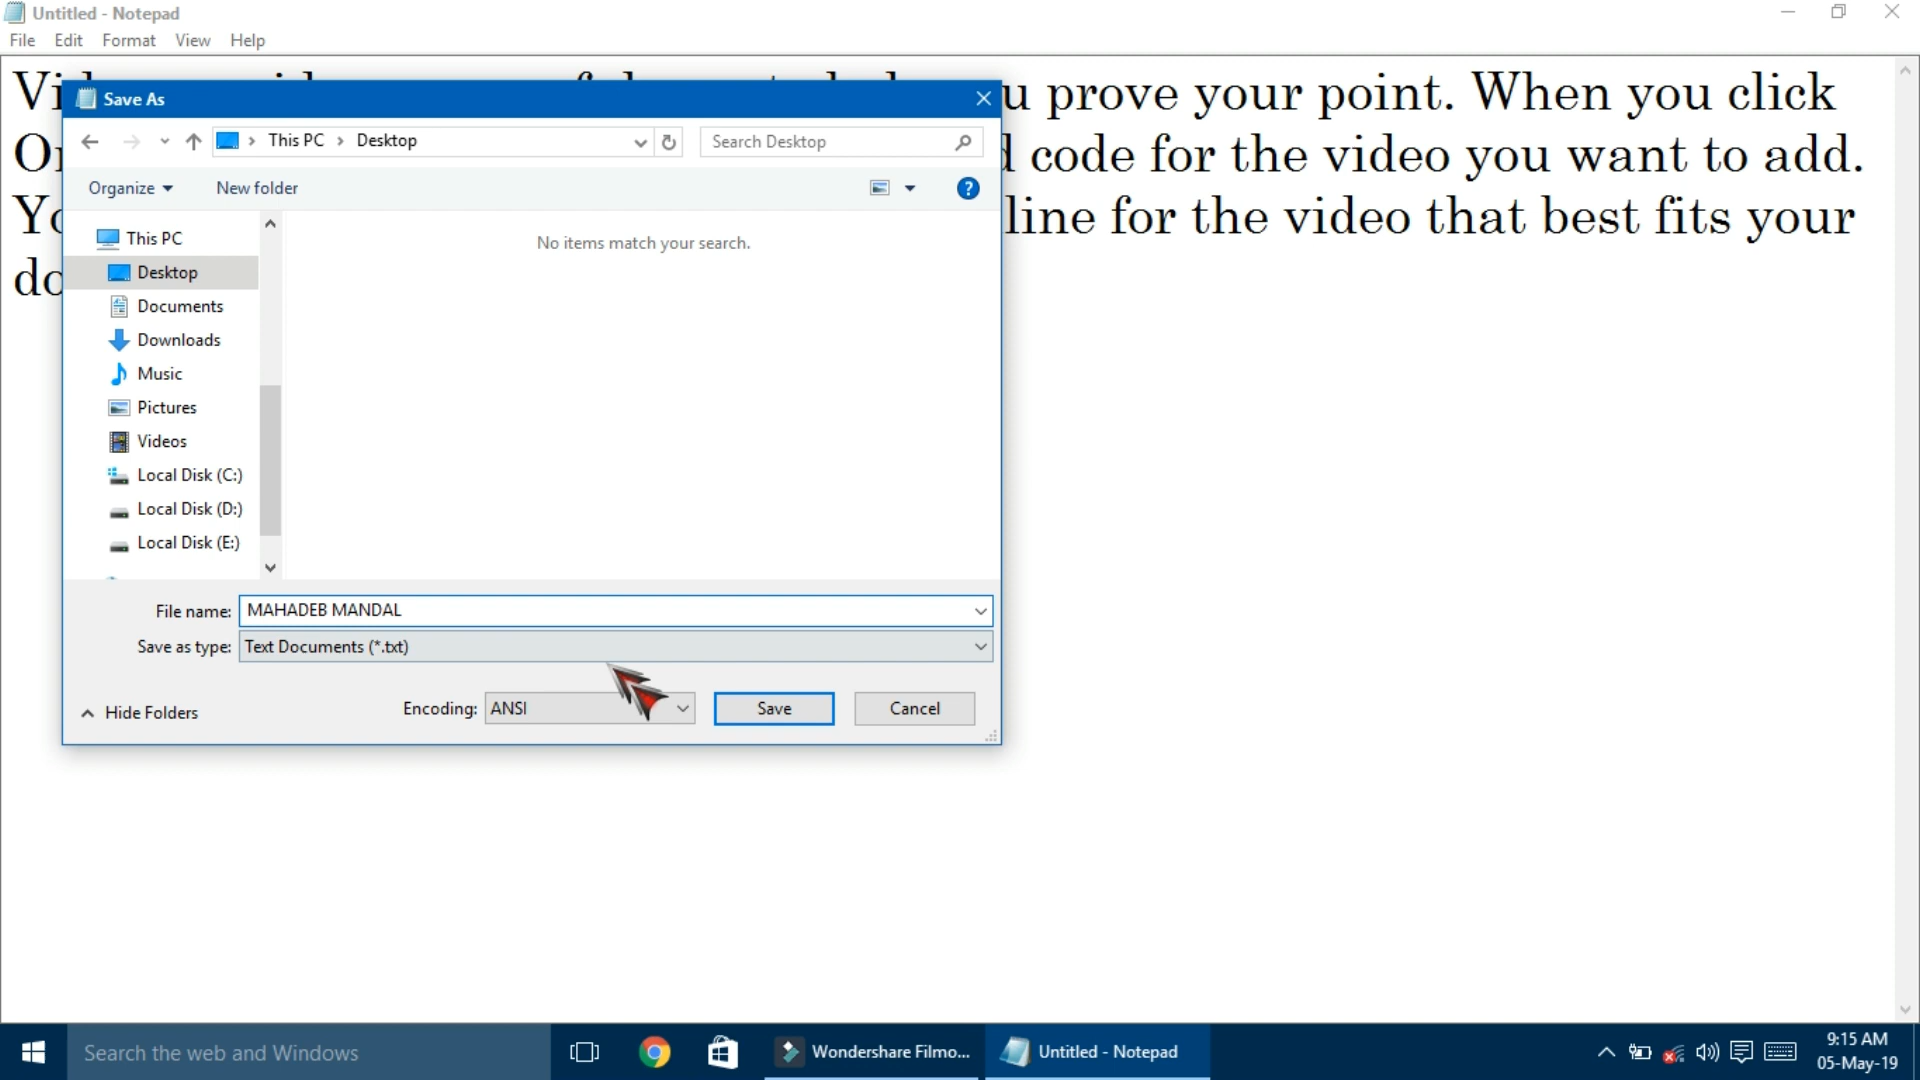 Untitled - Notepad
File Edit Format View Help
Save As
u prove your point. When you click
code for the video you want to add.
line for the video that best fits your
This PC > Desktop
Search Desktop
Organize New folder
?
This PC
Desktop
Documents
Downloads
Music
Pictures
Videos
Local Disk (C:)
Local Disk (D:)
Local Disk (E:)
No items match your search.
File name: MAHADEB MANDAL
Save as type: Text Documents (*.txt)
Hide Folders
Encoding: ANSI
Save
Cancel
Search the web and Windows
Wondershare Filmo...
Untitled - Notepad
9:15 AM
05-May-19